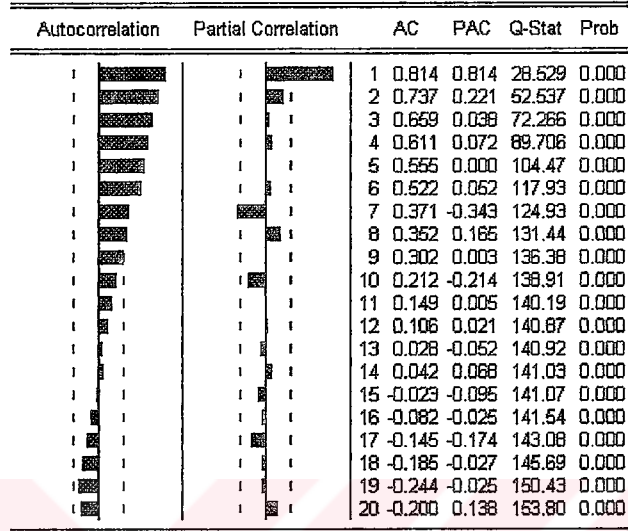 Autocorrelation Partial Correlation AC PAC Q-Stat Prob
1 0.814 0.814 28.529 0.000
2 0.737 0.221 52.537 0.000
3 0.659 0.038 72.266 0.000
4 0.611 0.072 89.706 0.000
5 0.555 0.000 104.47 0.000
6 0.522 0.052 117.93 0.000
7 0.371 -0.343 124.93 0.000
8 0.352 0.165 131.44 0.000
9 0.302 0.003 136.38 0.000
10 0.212 -0.214 138.91 0.000
11 0.149 0.005 140.19 0.000
12 0.106 0.021 140.87 0.000
13 0.028 -0.052 140.92 0.000
14 0.042 0.068 141.03 0.000
15 -0.023 -0.095 141.07 0.000
16 -0.082 -0.025 141.54 0.000
17 -0.145 -0.174 143.08 0.000
18 -0.185 -0.027 145.69 0.000
19 -0.244 -0.025 150.43 0.000
20 -0.200 0.138 153.80 0.000